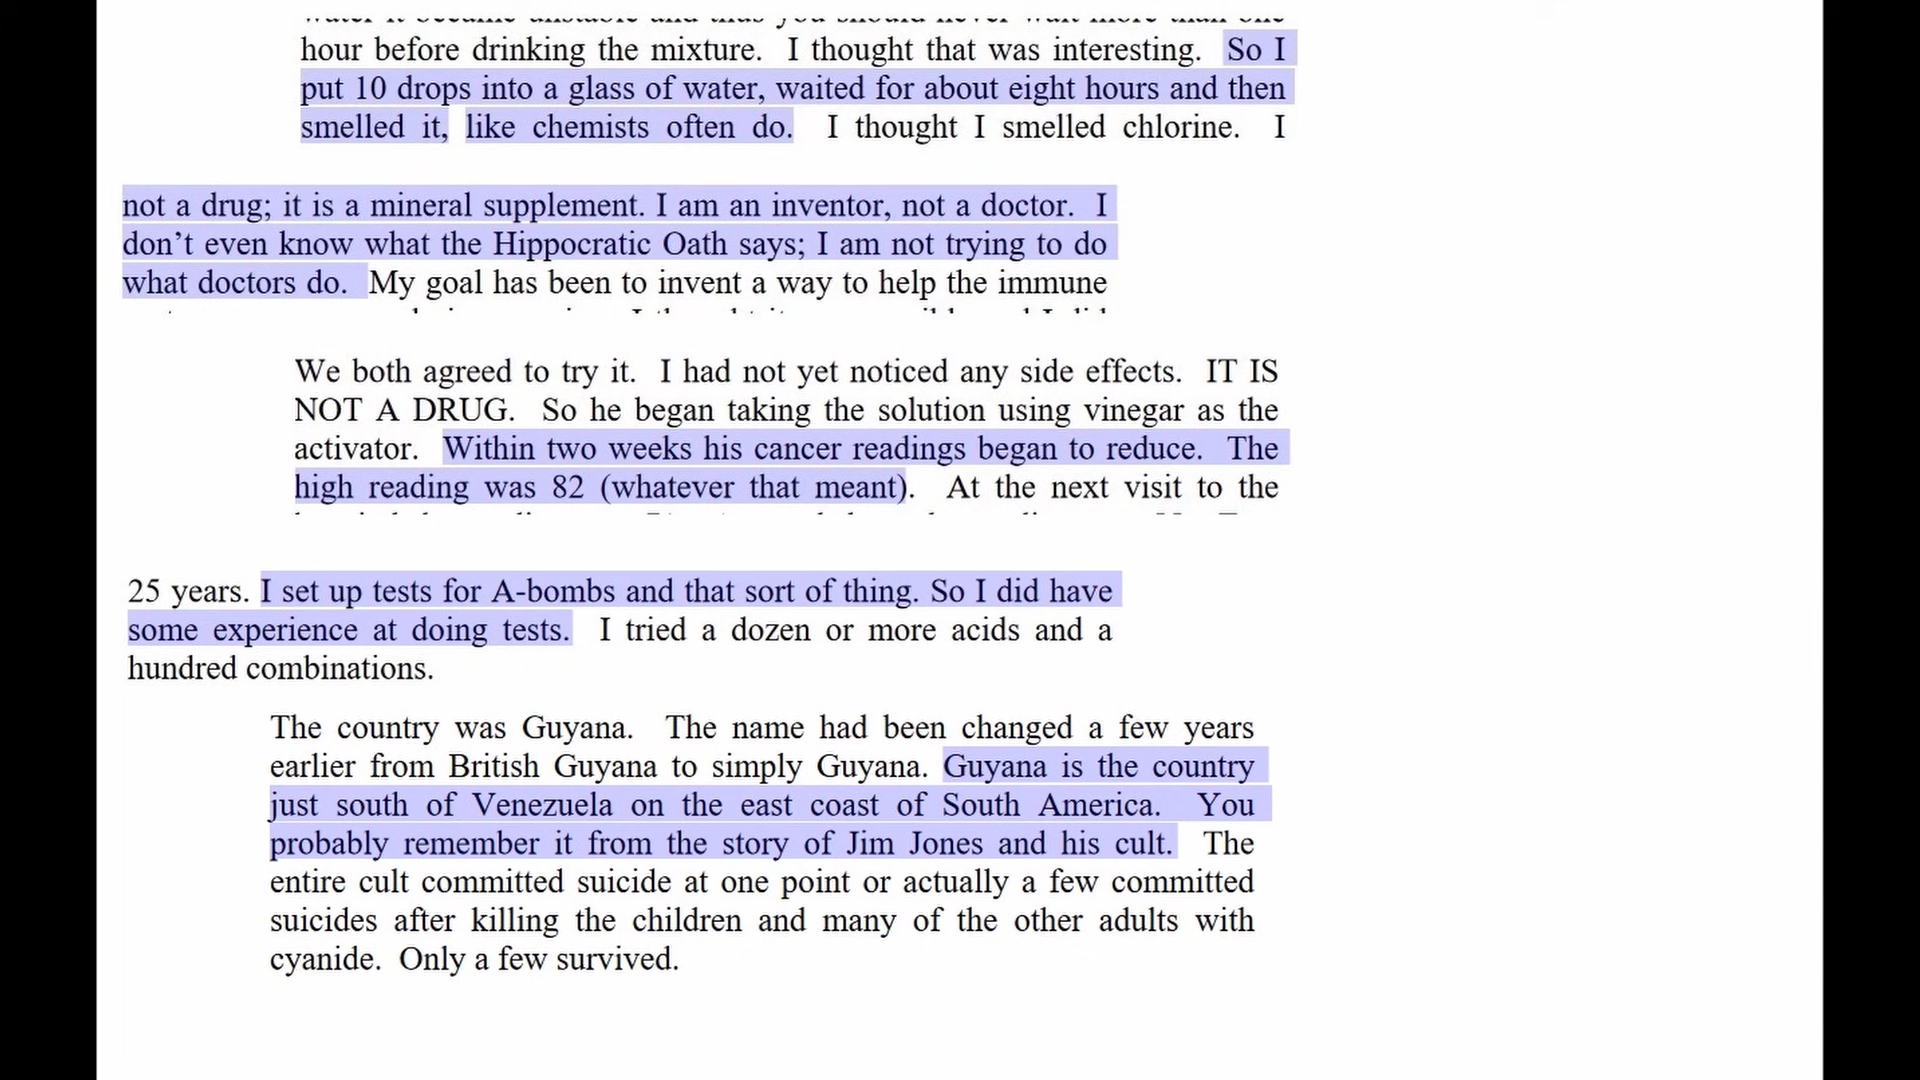 hour before drinking the mixture. I thought that was interesting. So I
put 10 drops into a glass of water, waited for about eight hours and then
smelled it, like chemists often do. I thought I smelled chlorine. I
not a drug; it is a mineral supplement. I am an inventor, not a doctor. I
don’t even know what the Hippocratic Oath says; I am not trying to do
what doctors do. My goal has been to invent a way to help the immune
We both agreed to try it. I had not yet noticed any side effects. IT IS
NOT A DRUG. So he began taking the solution using vinegar as the
activator. Within two weeks his cancer readings began to reduce. The
high reading was 82 (whatever that meant). At the next visit to the
25 years. I set up tests for A-bombs and that sort of thing. So I did have
some experience at doing tests. I tried a dozen or more acids and a
hundred combinations.
The country was Guyana. The name had been changed a few years
earlier from British Guyana to simply Guyana. Guyana is the country
just south of Venezuela on the east coast of South America. You
probably remember it from the story of Jim Jones and his cult. The
entire cult committed suicide at one point or actually a few committed
suicides after killing the children and many of the other adults with
cyanide. Only a few survived.